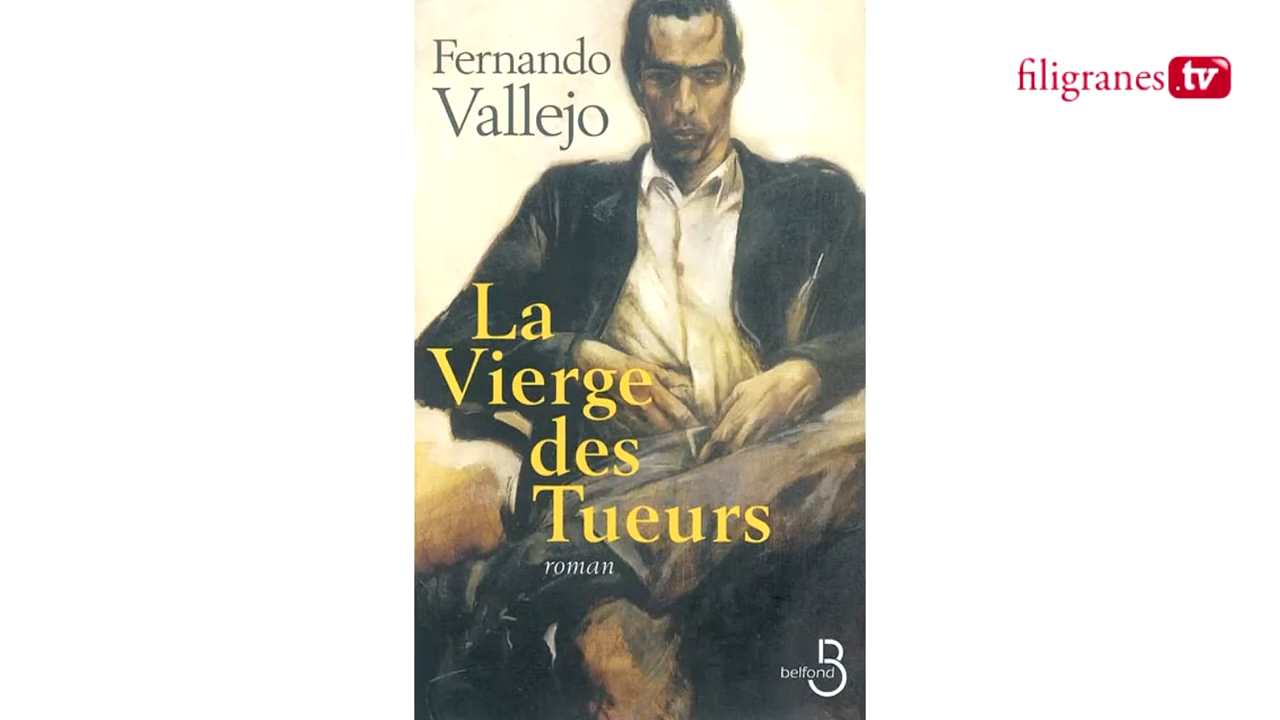 Fernando
Vallejo
filigranes.tv
La
Vierge
des
Tueurs
roman
belfond
B